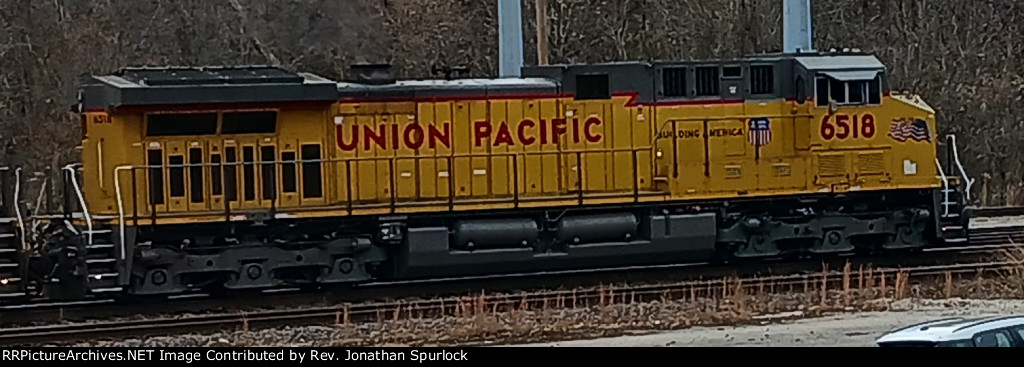 6518
UNION PACIFIC
BUILDING AMERICA
6518
RRPictureArchives.NET Image Contributed by Rev. Jonathan Spurlock